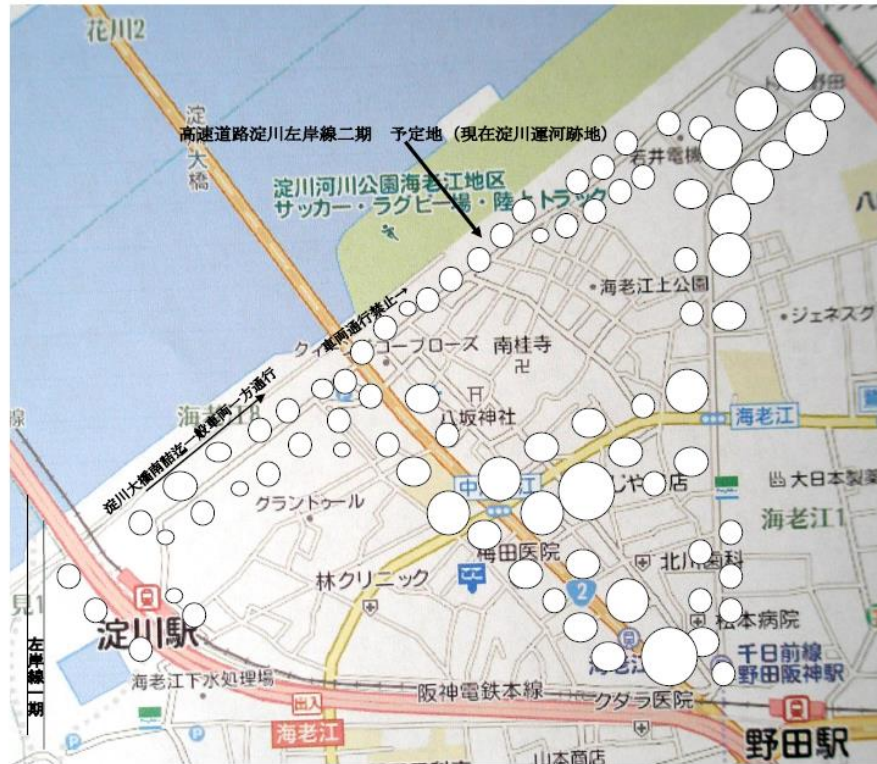 花川2
淀川大橋
高速道路淀川左岸線二期　予定地（現在淀川運河跡地）
淀川河川公園海老江地区
サッカー・ラグビー場・陸上トラック
若井電機
八
海老江上公園
ジェネスグ
車両通行禁止→
南桂寺
八坂神社
海老江
淀川大橋南詰迄一般車両一方通行
グラントゥール
大日本製薬
海老江1
梅田医院
北川歯科
林クリニック
2
松本病院
見1
淀川駅
左岸線一期
千日前線
野田阪神駅
海老江下水処理場
阪神電鉄本線
クダラ医院
出入
海老江
野田駅
山本商店